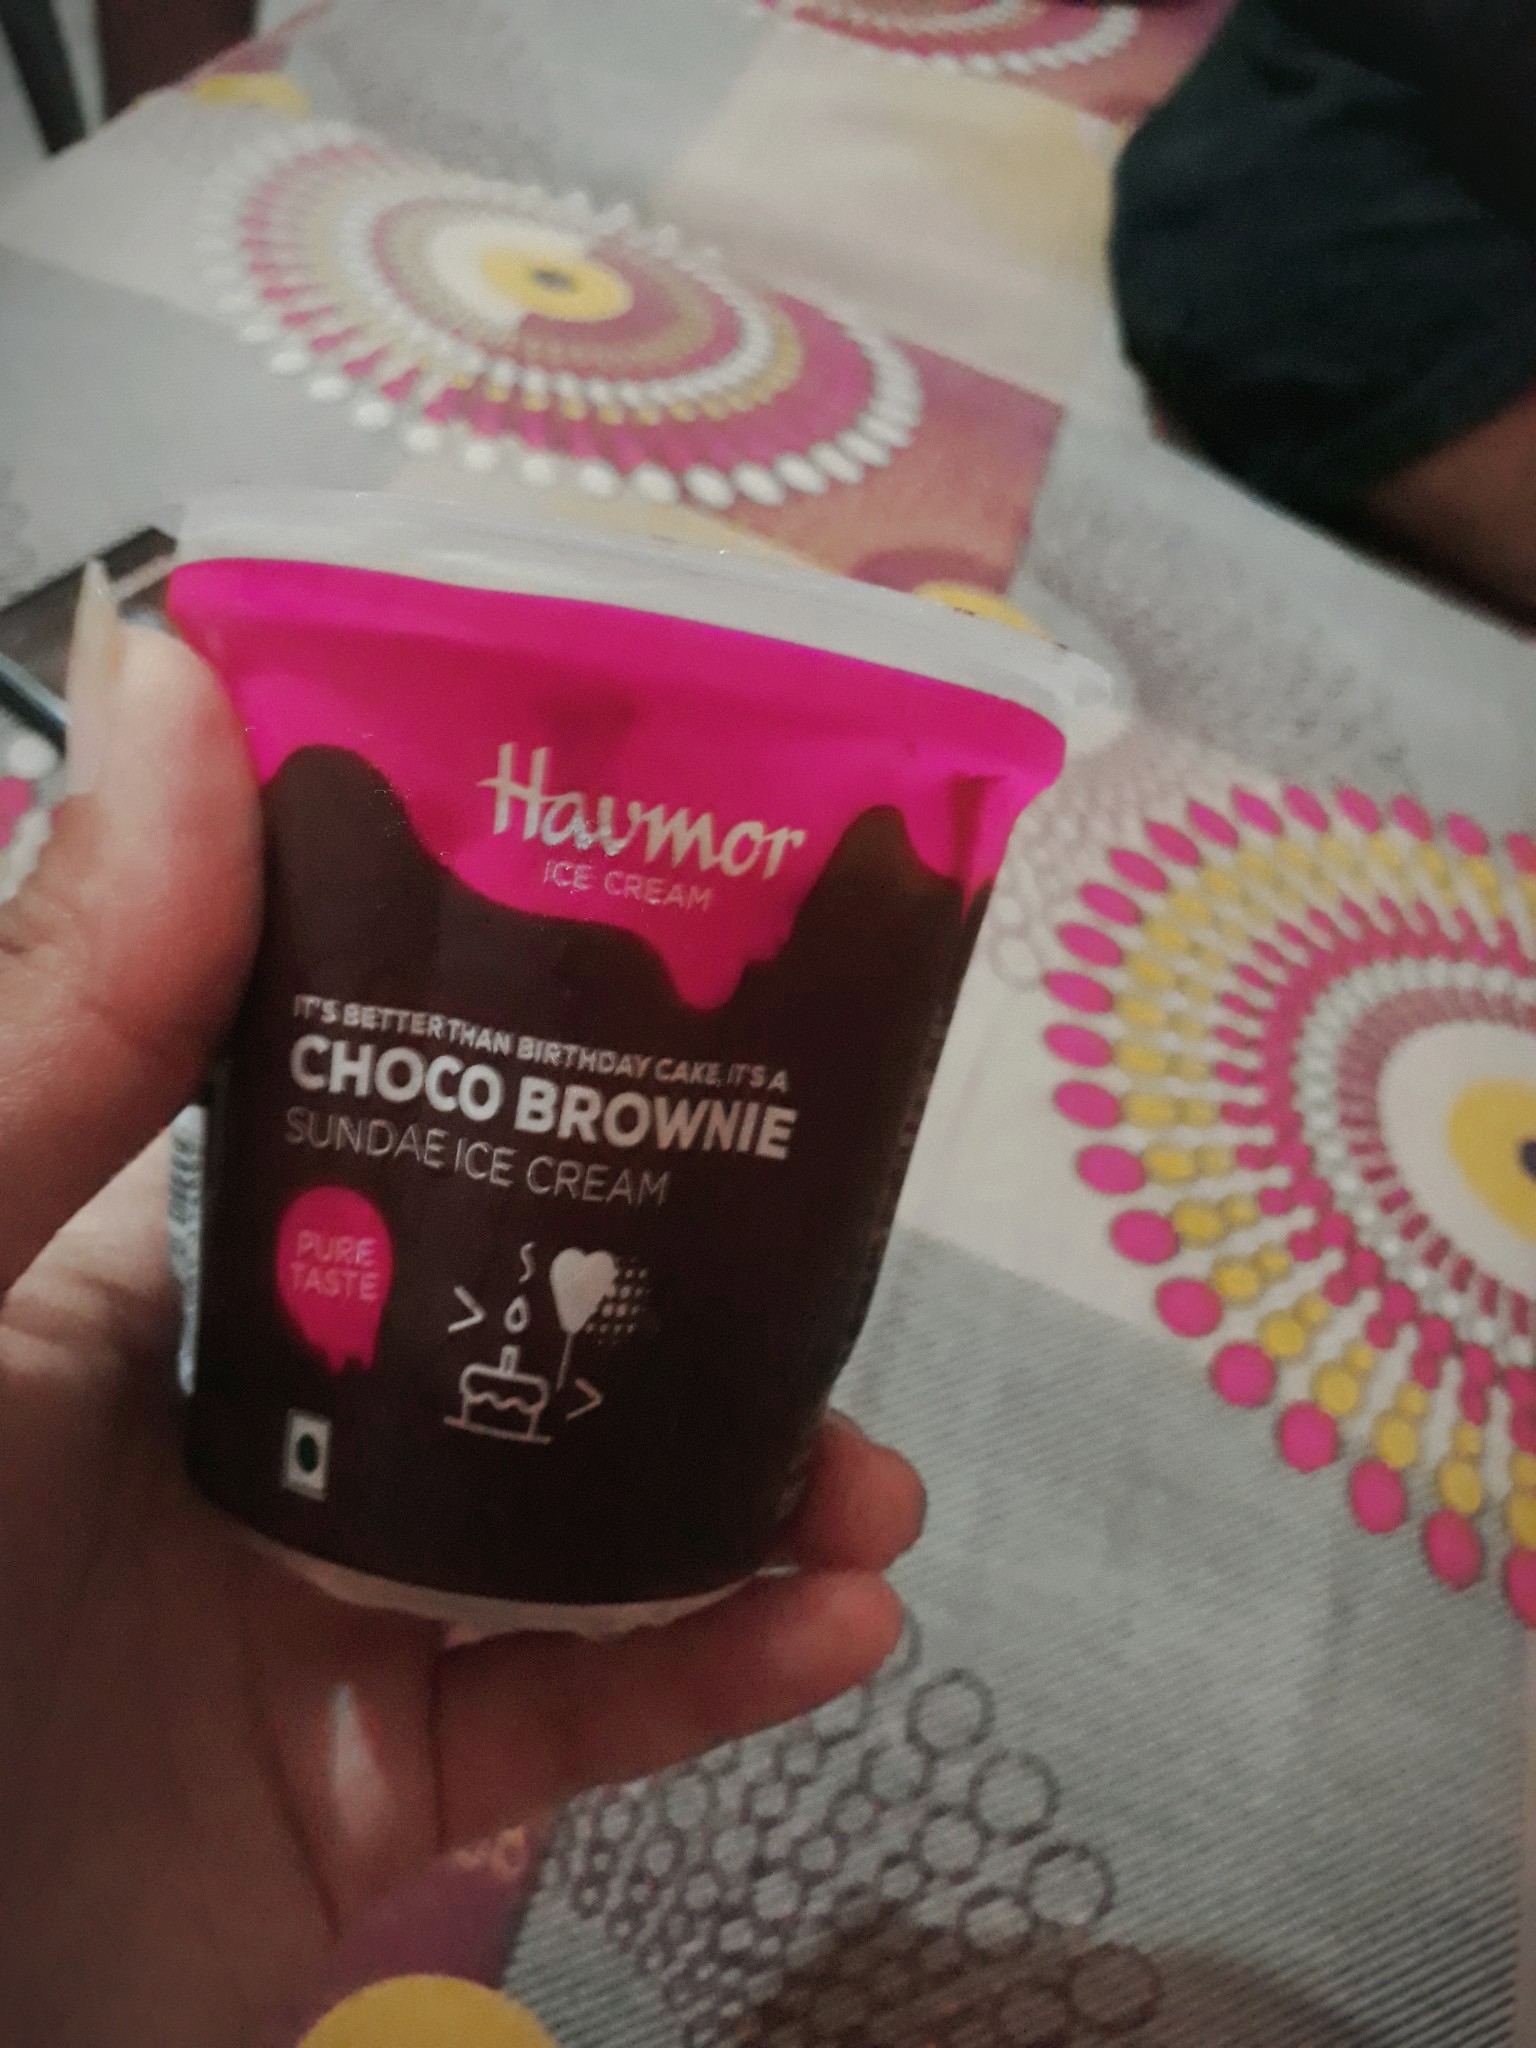 Havmor
ICE CREAM
IT'S BETTER THAN BIRTHDAY CAKE, IT'S A
CHOCO BROWNIE
SUNDAE ICE CREAM
PURE
TASTE